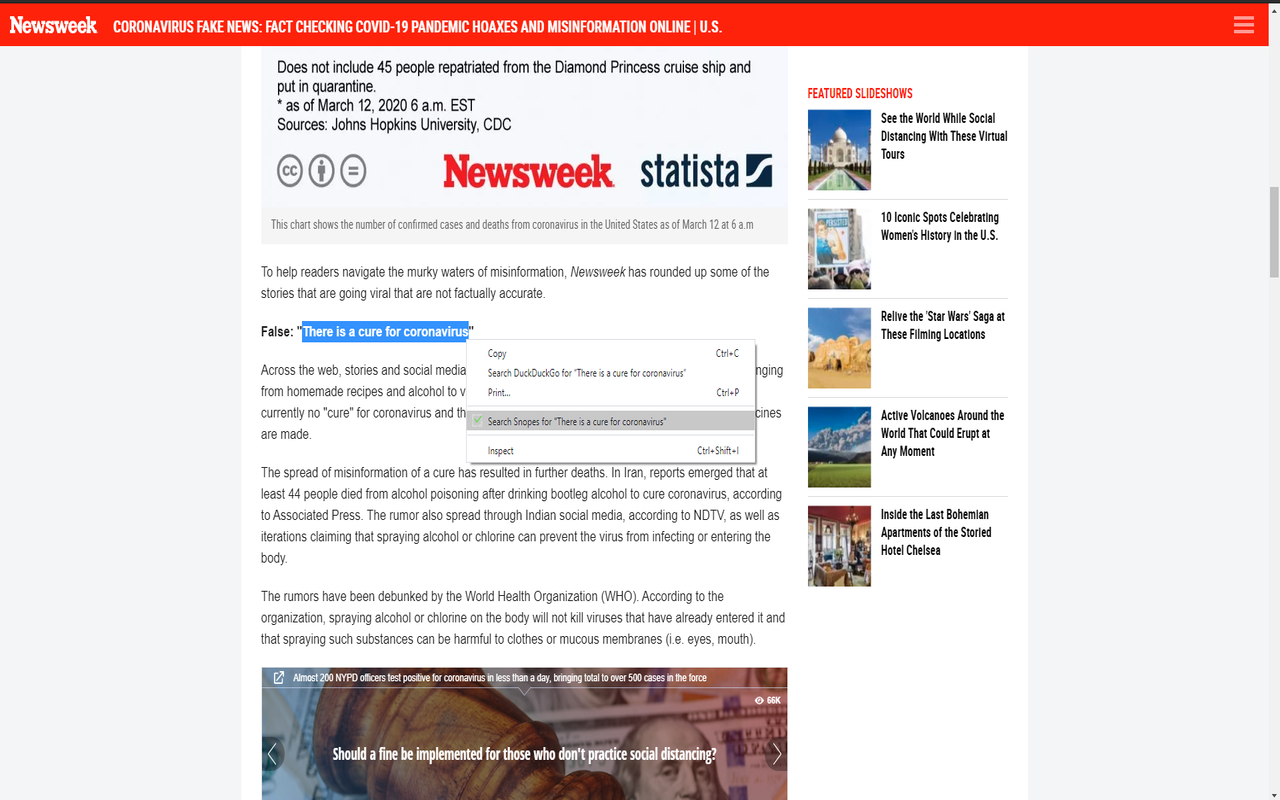 Newsweek CORONAVIRUS FAKE NEWS: FACT CHECKING COVID-19 PANDEMIC HOAXES AND MISINFORMATION ONLINE | U.S.
Does not include 45 people repatriated from the Diamond Princess cruise ship and
put in quarantine.
* as of March 12, 2020 6 a.m. EST
Sources: Johns Hopkins University, CDC
cc
Newsweek statista
This chart shows the number of confirmed cases and deaths from coronavirus in the United States as of March 12 at 6 a.m
To help readers navigate the murky waters of misinformation, Newsweek has rounded up some of the
stories that are going viral that are not factually accurate.
False: "There is a cure for coronavirus"
Across the web, stories and social media
from homemade recipes and alcohol to v
currently no "cure" for coronavirus and th
are made.
nging
cines
Copy Ctrl+C
Search DuckDuckGo for "There is a cure for coronavirus"
Print... Ctrl+P
Search Snopes for "There is a cure for coronavirus"
Inspect Ctrl+Shift+I
The spread of misinformation of a cure has resulted in further deaths. In Iran, reports emerged that at
least 44 people died from alcohol poisoning after drinking bootleg alcohol to cure coronavirus, according
to Associated Press. The rumor also spread through Indian social media, according to NDTV, as well as
iterations claiming that spraying alcohol or chlorine can prevent the virus from infecting or entering the
body.
The rumors have been debunked by the World Health Organization (WHO). According to the
organization, spraying alcohol or chlorine on the body will not kill viruses that have already entered it and
that spraying such substances can be harmful to clothes or mucous membranes (i.e. eyes, mouth).
Almost 200 NYPD officers test positive for coronavirus in less than a day, bringing total to over 500 cases in the force
66K
Should a fine be implemented for those who don't practice social distancing?
FEATURED SLIDESHOWS
See the World While Social
Distancing With These Virtual
Tours
10 Iconic Spots Celebrating
Women's History in the U.S.
Relive the 'Star Wars' Saga at
These Filming Locations
Active Volcanoes Around the
World That Could Erupt at
Any Moment
Inside the Last Bohemian
Apartments of the Storied
Hotel Chelsea